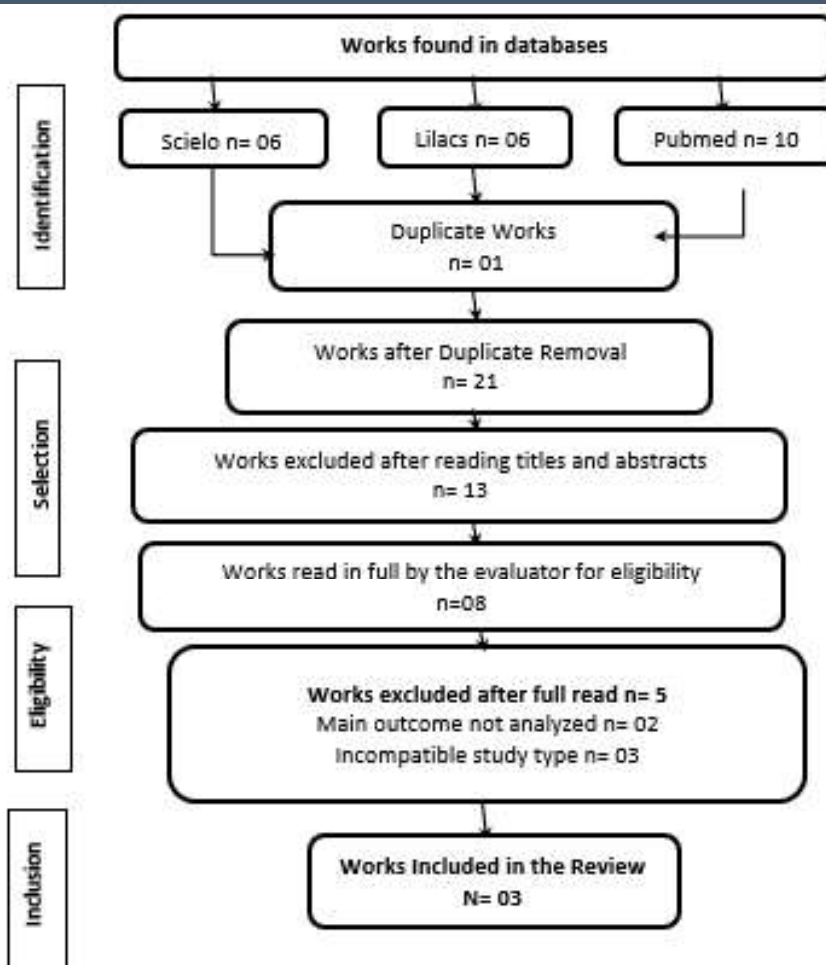 Works found in databases
Identification
Scielo n= 06
Lilacs n= 06
Pubmed n= 10
Duplicate Works
n= 01
Selection
Works after Duplicate Removal
n= 21
Works excluded after reading titles and abstracts
n= 13
Works read in full by the evaluator for eligibility
n=08
Eligibility
Works excluded after full read n= 5
Main outcome not analyzed n= 02
Incompatible study type n= 03
Inclusion
Works Included in the Review
N= 03